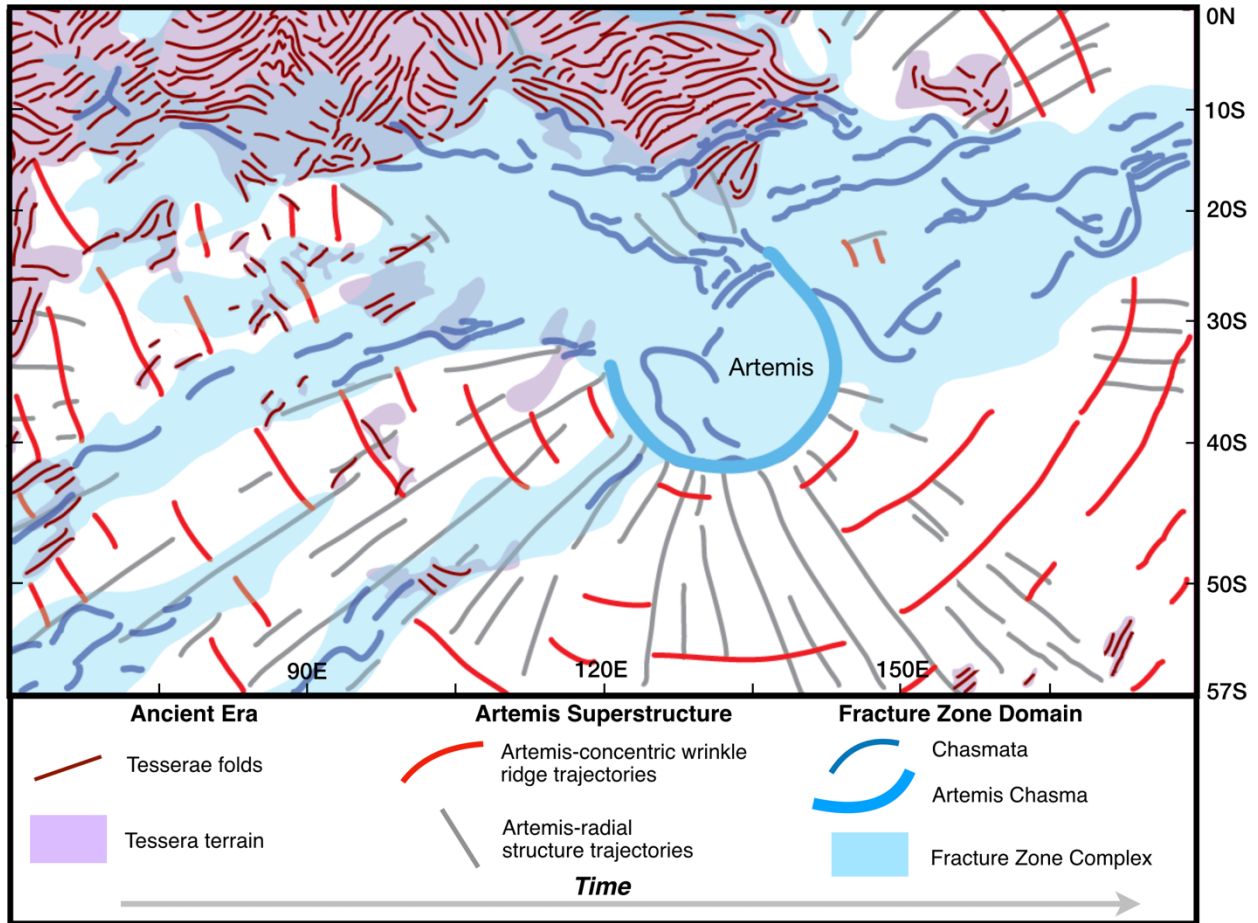 0N
10S
20S
30S
Artemis
40S
50S
90E
120E
150E
57S
Ancient Era
Artemis Superstructure
Fracture Zone Domain
Tesserae folds
Artemis-concentric wrinkle
ridge trajectories
Chasmata
Artemis Chasma
Tessera terrain
Artemis-radial
structure trajectories
Fracture Zone Complex
Time